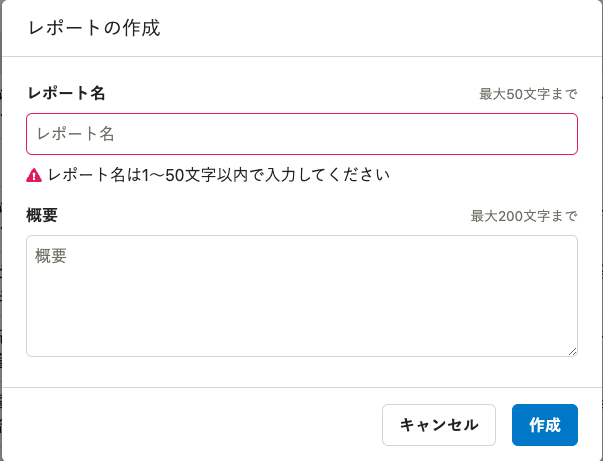 レポートの作成
レポート名 最大50文字まで
レポート名
レポート名は1〜50文字以内で入力してください
概要 最大200文字まで
概要
キャンセル 作成